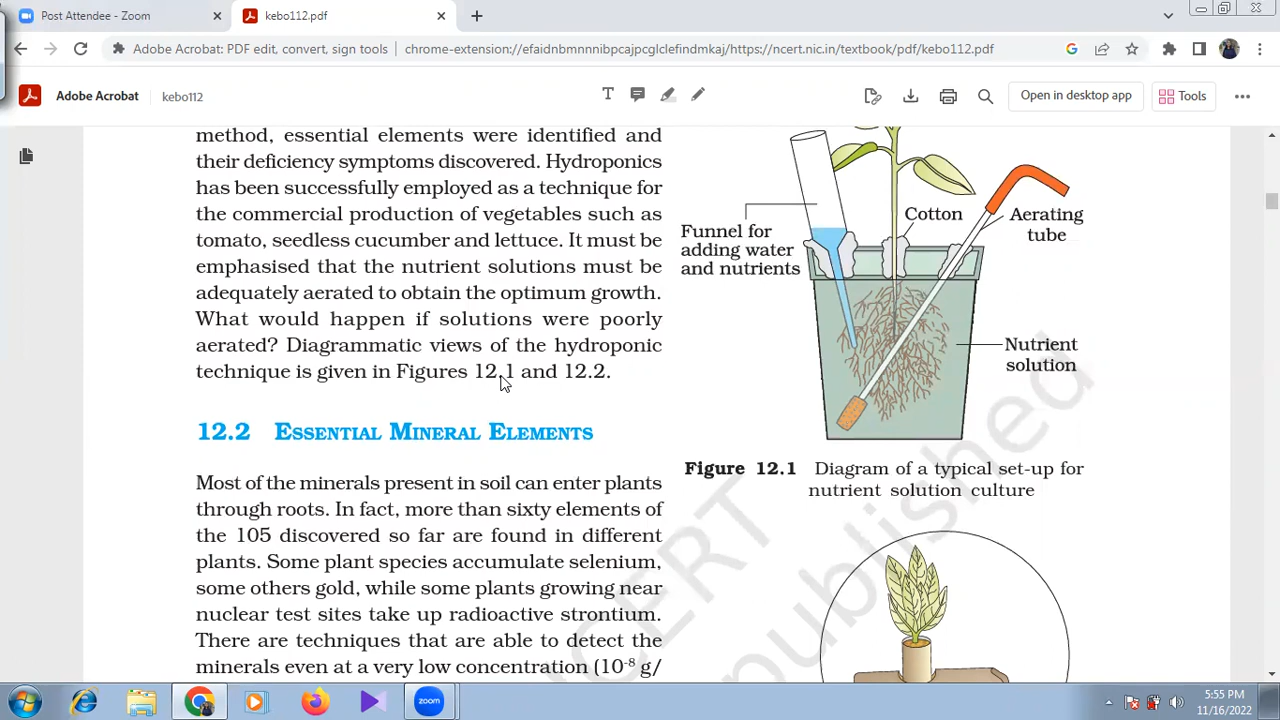 Post Attendee - Zoom
kebo112.pdf
Adobe Acrobat: PDF edit, convert, sign tools
chrome-extension://efaidnbmnnnibpcajpcglclefindmkaj/https://ncert.nic.in/textbook/pdf/kebo112.pdf
Adobe Acrobat
kebo112
Open in desktop app
Tools
method, essential elements were identified and
their deficiency symptoms discovered. Hydroponics
has been successfully employed as a technique for
the commercial production of vegetables such as
tomato, seedless cucumber and lettuce. It must be
emphasised that the nutrient solutions must be
adequately aerated to obtain the optimum growth.
What would happen if solutions were poorly
aerated? Diagrammatic views of the hydroponic
technique is given in Figures 12.1 and 12.2.
12.2 ESSENTIAL MINERAL ELEMENTS
Most of the minerals present in soil can enter plants
through roots. In fact, more than sixty elements of
the 105 discovered so far are found in different
plants. Some plant species accumulate selenium,
some others gold, while some plants growing near
nuclear test sites take up radioactive strontium.
There are techniques that are able to detect the
minerals even at a very low concentration (10⁻⁸ g/
Funnel for
adding water
and nutrients
Cotton
Aerating
tube
Nutrient
solution
Figure 12.1 Diagram of a typical set-up for
nutrient solution culture
published
zoom
5:55 PM
11/16/2022